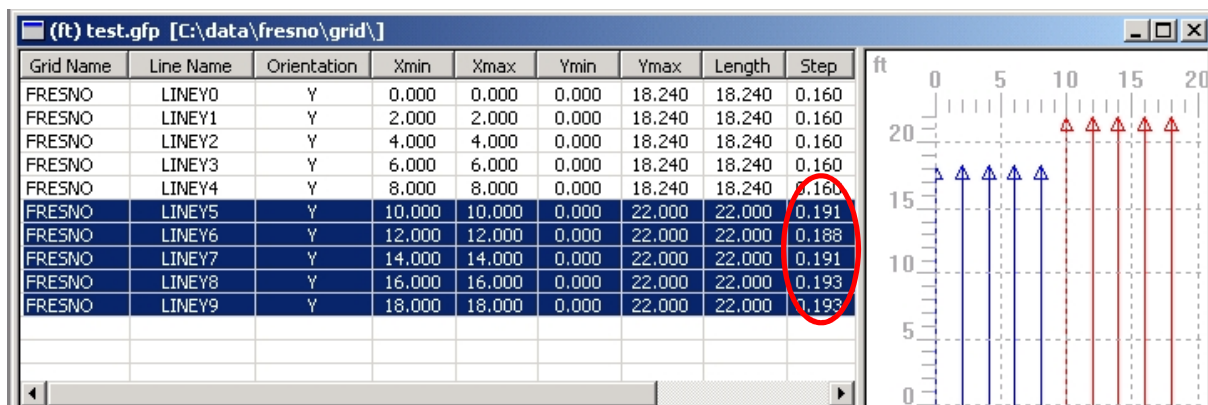 (ft) test.gfp [C:\data\fresno\grid\]
Grid Name Line Name Orientation Xmin Xmax Ymin Ymax Length Step
FRESNO LINEY0 Y 0.000 0.000 0.000 18.240 18.240 0.160
FRESNO LINEY1 Y 2.000 2.000 0.000 18.240 18.240 0.160
FRESNO LINEY2 Y 4.000 4.000 0.000 18.240 18.240 0.160
FRESNO LINEY3 Y 6.000 6.000 0.000 18.240 18.240 0.160
FRESNO LINEY4 Y 8.000 8.000 0.000 18.240 18.240 0.160
FRESNO LINEY5 Y 10.000 10.000 0.000 22.000 22.000 0.191
FRESNO LINEY6 Y 12.000 12.000 0.000 22.000 22.000 0.188
FRESNO LINEY7 Y 14.000 14.000 0.000 22.000 22.000 0.191
FRESNO LINEY8 Y 16.000 16.000 0.000 22.000 22.000 0.193
FRESNO LINEY9 Y 18.000 18.000 0.000 22.000 22.000 0.193
ft
0 5 10 15 20
20
15
10
5
0